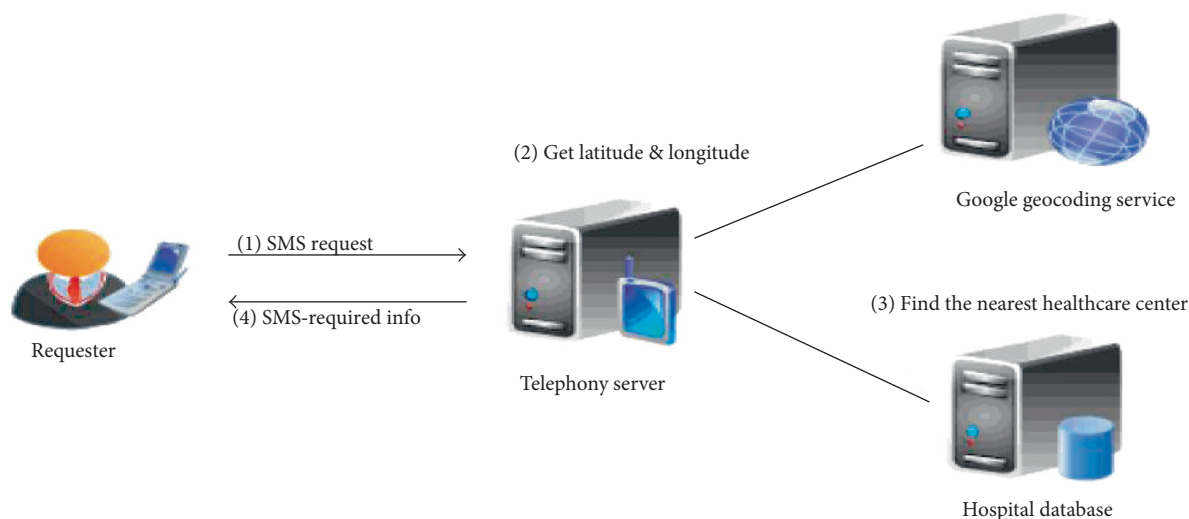 (2) Get latitude & longitude
Google geocoding service
(1) SMS request
(3) Find the nearest healthcare center
(4) SMS-required info
Requester
Telephony server
Hospital database